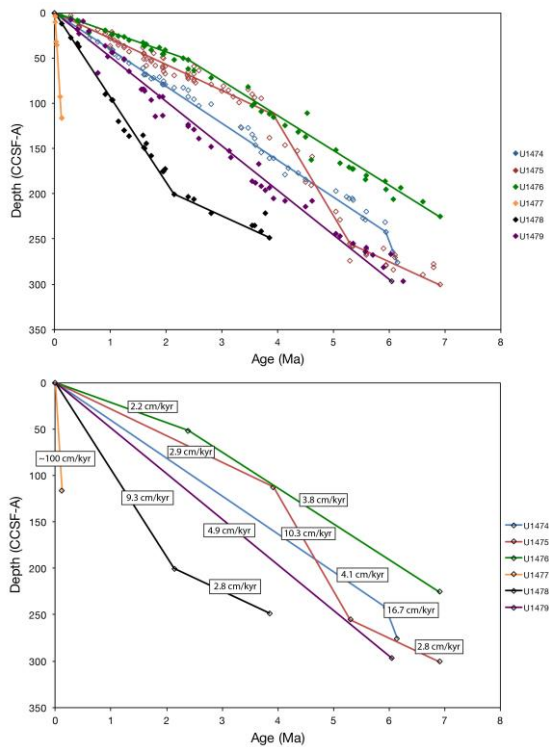 0
50
100
150
200
250
300
350
Depth (CCSF-A)
0 1 2 3 4 5 6 7 8
Age (Ma)
U1474
U1475
U1476
U1477
U1478
U1479
0
50
100
150
200
250
300
350
Depth (CCSF-A)
2.2 cm/kyr
2.9 cm/kyr
~100 cm/kyr
9.3 cm/kyr
3.8 cm/kyr
4.9 cm/kyr
10.3 cm/kyr
4.1 cm/kyr
2.8 cm/kyr
16.7 cm/kyr
2.8 cm/kyr
0 1 2 3 4 5 6 7 8
Age (Ma)
U1474
U1475
U1476
U1477
U1478
U1479